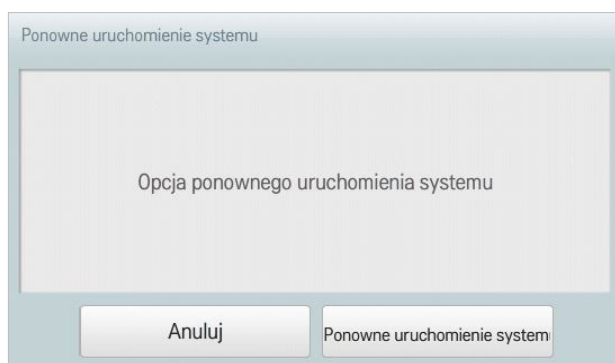 Ponowne uruchomienie systemu
Opcja ponownego uruchomienia systemu
Anuluj
Ponowne uruchomienie system